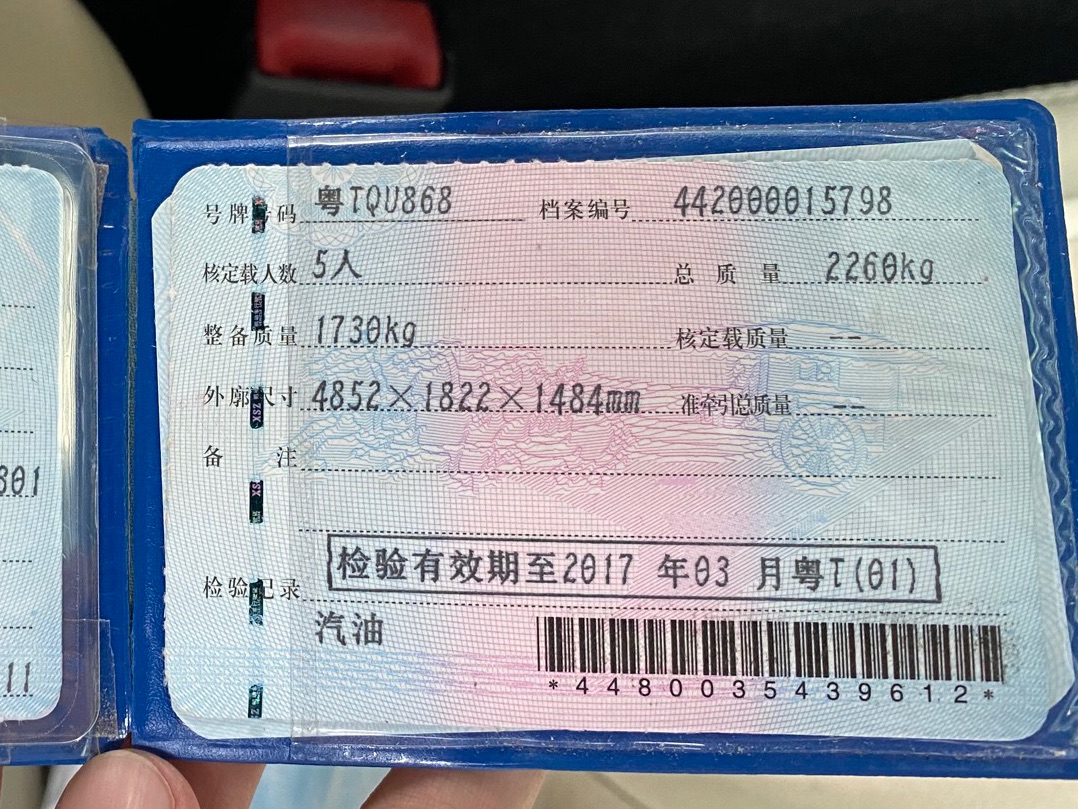 号牌号码 粤TQU868 档案编号 442000015798
核定载人数 5人 总质量 2260kg
整备质量 1730kg 核定载质量 --
外廓尺寸 4852×1822×1484mm 准牵引总质量 --
备注
检验记录 检验有效期至2017年03月粤T(01)
汽油
*4480035439612*
801
11